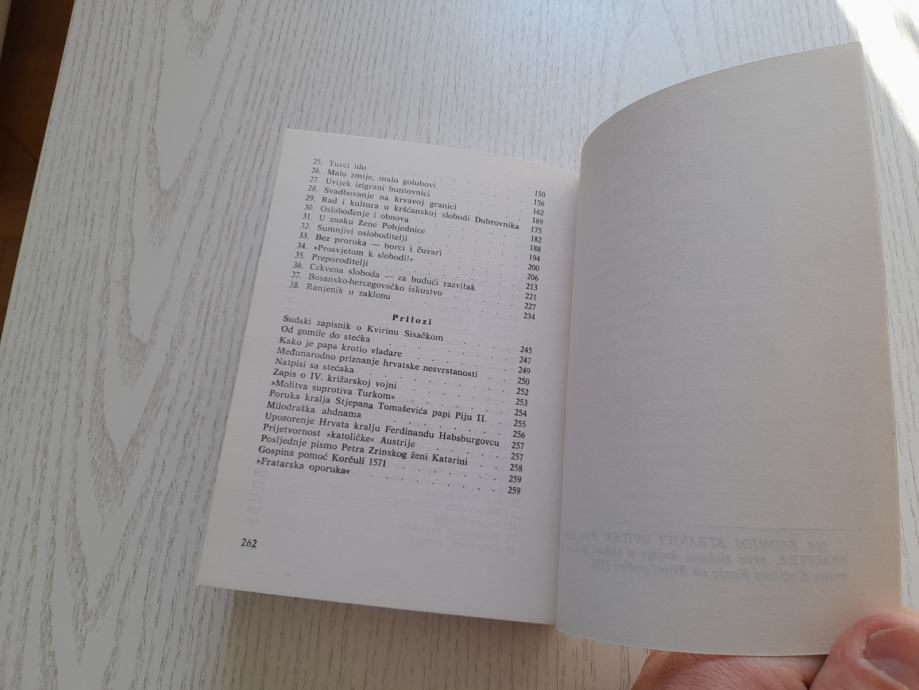 25. Turci idu . . . 150
26. Malo zmije, malo golubovi . . . 156
27. Uvijek izigrani buntovnici . . . 162
28. Svadbovanje na krvavoj granici . . . 169
29. Rad i kultura u kršćanskoj slobodi Dubrovnika 175
30. Oslobođenje i obnova . . . 182
31. U znaku Žene Pobjednice . . . 188
32. Sumnjivi osloboditelji . . . 194
33. Bez proroka — borci i čuvari . . . 200
34. »Prosvjetom k slobodi!« . . . 206
35. Preporoditelji . . . 213
36. Crkvena sloboda — za budući razvitak . . . 221
37. Bosansko-hercegovačko iskustvo . . . 227
38. Ranjenik u zaklonu . . . 234
Prilozi
Sudski zapisnik o Kvirinu Sisačkom . . . 245
Od gomile do stećka . . . 247
Kako je papa krotio vladare . . . 249
Međunarodno priznanje hrvatske nesvrstanosti . . . 250
Natpisi sa stećaka . . . 252
Zapis o IV. križarskoj vojni . . . 253
»Molitva suprotiva Turkom« . . . 254
Poruka kralja Stjepana Tomaševića papi Piju II. . . . 255
Milodraška ahdnama . . . 256
Upozorenje Hrvata kralju Ferdinandu Habsburgovcu . . . 257
Prijetvornost »katoličke« Austrije . . . 257
Posljednje pismo Petra Zrinskog ženi Katarini . . . 258
Gospina pomoć Korčuli 1571 . . . 259
»Fratarska oporuka« . . . 259
262